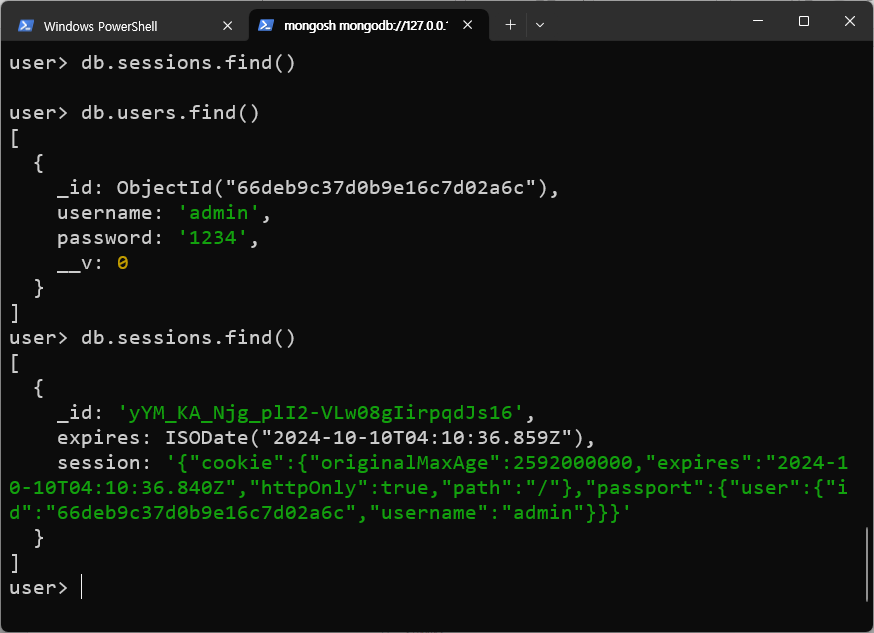 Windows PowerShell
mongosh mongodb://127.0.0.
user> db.sessions.find()
user> db.users.find()
[
  {
    _id: ObjectId("66deb9c37d0b9e16c7d02a6c"),
    username: 'admin',
    password: '1234',
    __v: 0
  }
]
user> db.sessions.find()
[
  {
    _id: 'yYM_KA_Njg_plI2-VLw08gIirpqdJs16',
    expires: ISODate("2024-10-10T04:10:36.859Z"),
    session: '{"cookie":{"originalMaxAge":2592000000,"expires":"2024-1
0-10T04:10:36.840Z","httpOnly":true,"path":"/"},"passport":{"user":{"i
d":"66deb9c37d0b9e16c7d02a6c","username":"admin"}}}'
  }
]
user>